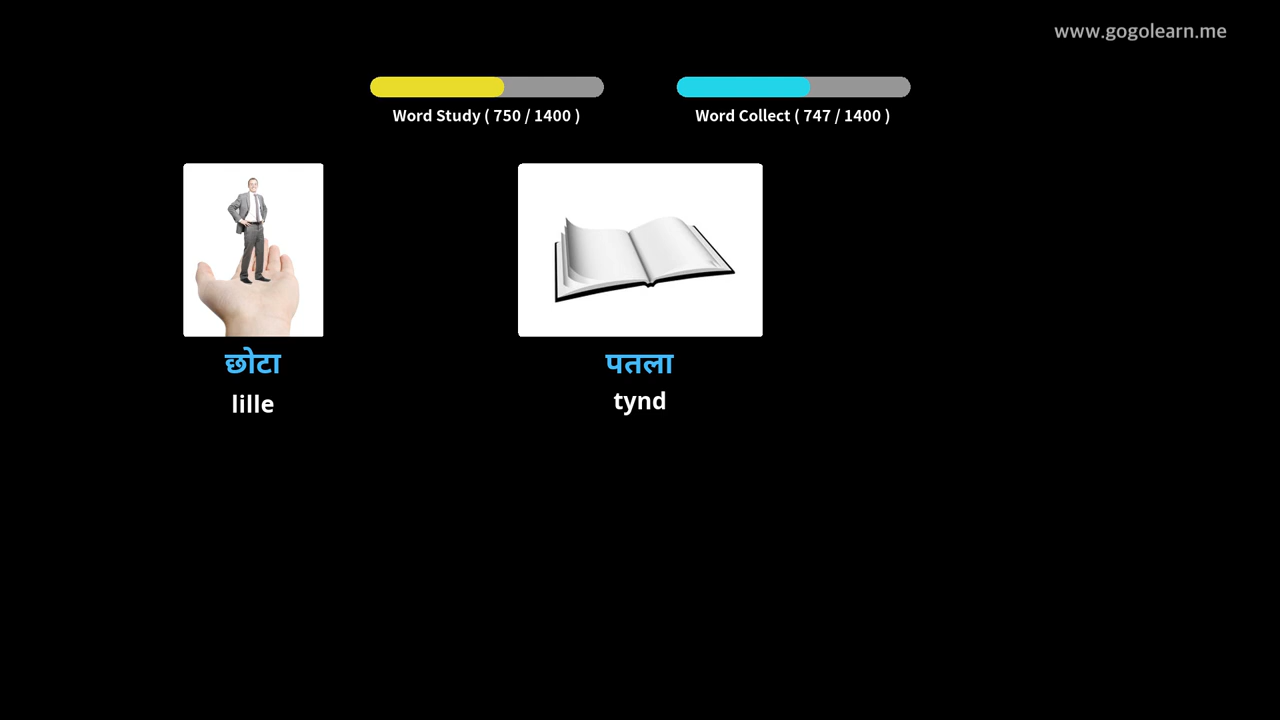 www.gogolearn.me
Word Study ( 750 / 1400 )
Word Collect ( 747 / 1400 )
छोटा
lille
पतला
tynd